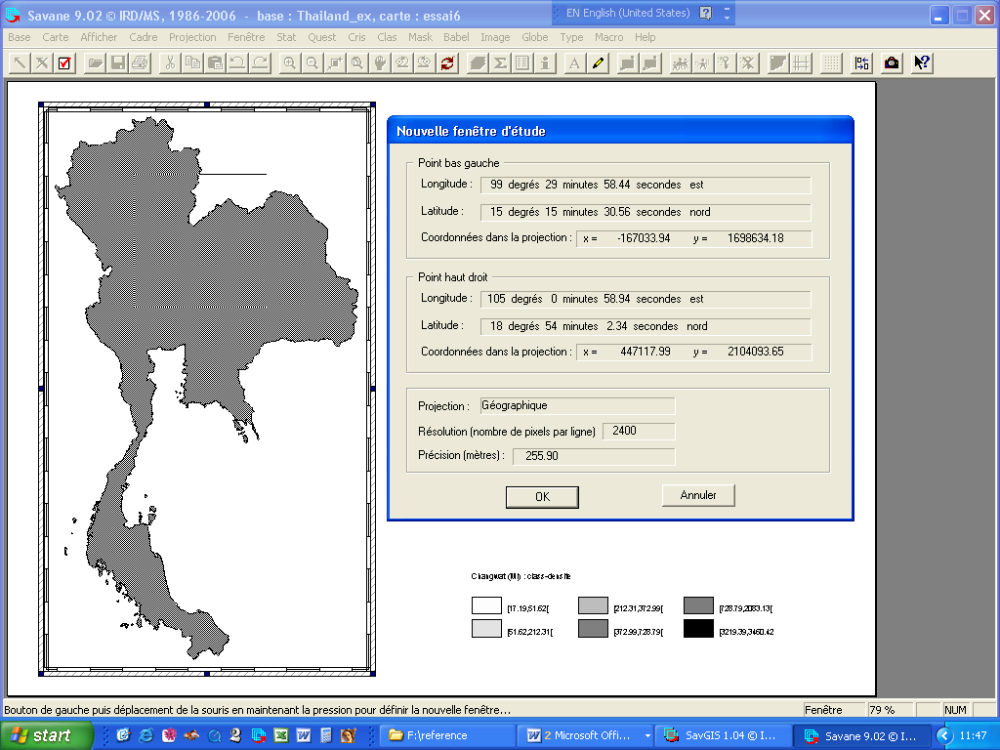 Savane 9.02 © IRD/MS, 1986-2006 - base : Thailand_ex, carte : essai6
EN English (United States)
Base Carte Afficher Cadre Projection Fenêtre Stat Quest Cris Clas Mask Babel Image Globe Type Macro Help
Nouvelle fenêtre d'étude
Point bas gauche
Longitude : 99 degrés 29 minutes 58.44 secondes est
Latitude : 15 degrés 15 minutes 30.56 secondes nord
Coordonnées dans la projection : x = -167033.94 y = 1698634.18
Point haut droit
Longitude : 105 degrés 0 minutes 58.94 secondes est
Latitude : 18 degrés 54 minutes 2.34 secondes nord
Coordonnées dans la projection : x = 447117.99 y = 2104093.65
Projection : Géographique
Résolution (nombre de pixels par ligne) 2400
Précision (mètres) : 255.90
OK Annuler
Changwat (MI) : class-densite
[17.19,51.62[ [212.31,372.99[ [728.79,2083.13[
[51.62,212.31[ [372.99,728.79[ [3219.39,3460.42
Bouton de gauche puis déplacement de la souris en maintenant la pression pour définir la nouvelle fenêtre... Fenêtre 79 % NUM
start F:\reference 2 Microsoft Offi... SavGIS 1.04 © I... Savane 9.02 © I... 11:47